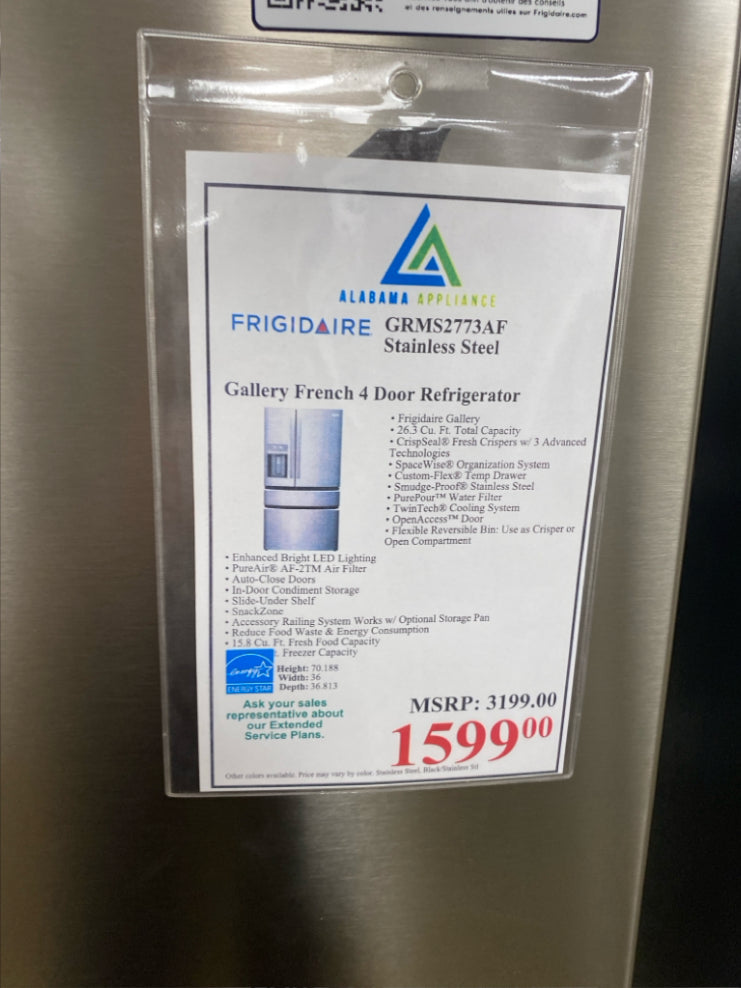 des conseils
et des renseignements utiles sur Frigidaire.com
ALABAMA APPLIANCE
FRIGIDAIRE GRMS2773AF
Stainless Steel
Gallery French 4 Door Refrigerator
• Frigidaire Gallery
• 26.3 Cu. Ft. Total Capacity
• CrispSeal® Fresh Crispers w/ 3 Advanced
Technologies
• SpaceWise® Organization System
• Custom-Flex® Temp Drawer
• Smudge-Proof® Stainless Steel
• PurePour™ Water Filter
• TwinTech® Cooling System
• OpenAccess™ Door
• Flexible Reversible Bin: Use as Crisper or
Open Compartment
• Enhanced Bright LED Lighting
• PureAir® AF-2TM Air Filter
• Auto-Close Doors
• In-Door Condiment Storage
• Slide-Under Shelf
• SnackZone
• Accessory Railing System Works w/ Optional Storage Pan
• Reduce Food Waste & Energy Consumption
• 15.8 Cu. Ft. Fresh Food Capacity
. Freezer Capacity
energy
ENERGY STAR
Height: 70.188
Width: 36
Depth: 36.813
Ask your sales
representative about
our Extended
Service Plans.
MSRP: 3199.00
159900
Other colors available. Price may vary by color. Stainless Steel, Black Stainless Stl